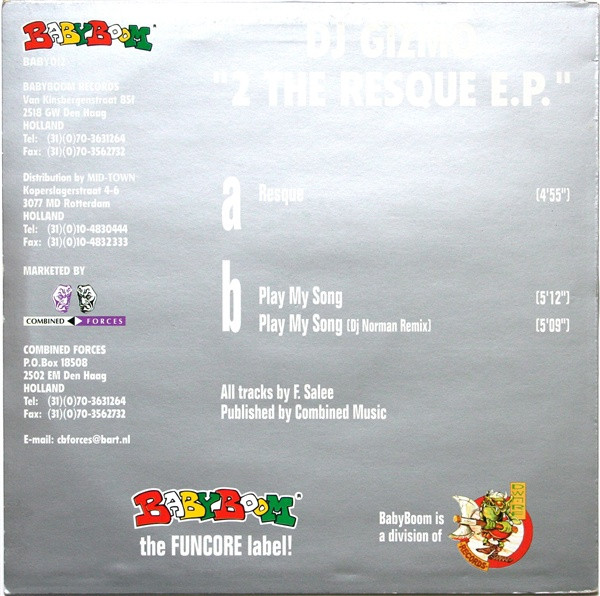 BABYBOOM
BABY012
BABYBOOM RECORDS
Van Kinsbergenstraat 85f
2518 GW Den Haag
HOLLAND
Tel: (31)(0)70-3631264
Fax: (31)(0)70-3562732
Distribution by MID-TOWN
Koperslagerstraat 4-6
3077 MD Rotterdam
HOLLAND
Tel: (31)(0)10-4830444
Fax: (31)(0)10-4832333
MARKETED BY
COMBINED FORCES
COMBINED FORCES
P.O.Box 18508
2502 EM Den Haag
HOLLAND
Tel: (31)(0)70-3631264
Fax: (31)(0)70-3562732
E-mail: cbforces@bart.nl
DJ GIZMO
"2 THE RESQUE E.P."
a Resque (4'55")
b Play My Song (5'12")
Play My Song (Dj Norman Remix) (5'09")
All tracks by F. Salee
Published by Combined Music
BABYBOOM
the FUNCORE label!
BabyBoom is
a division of
RECORDS